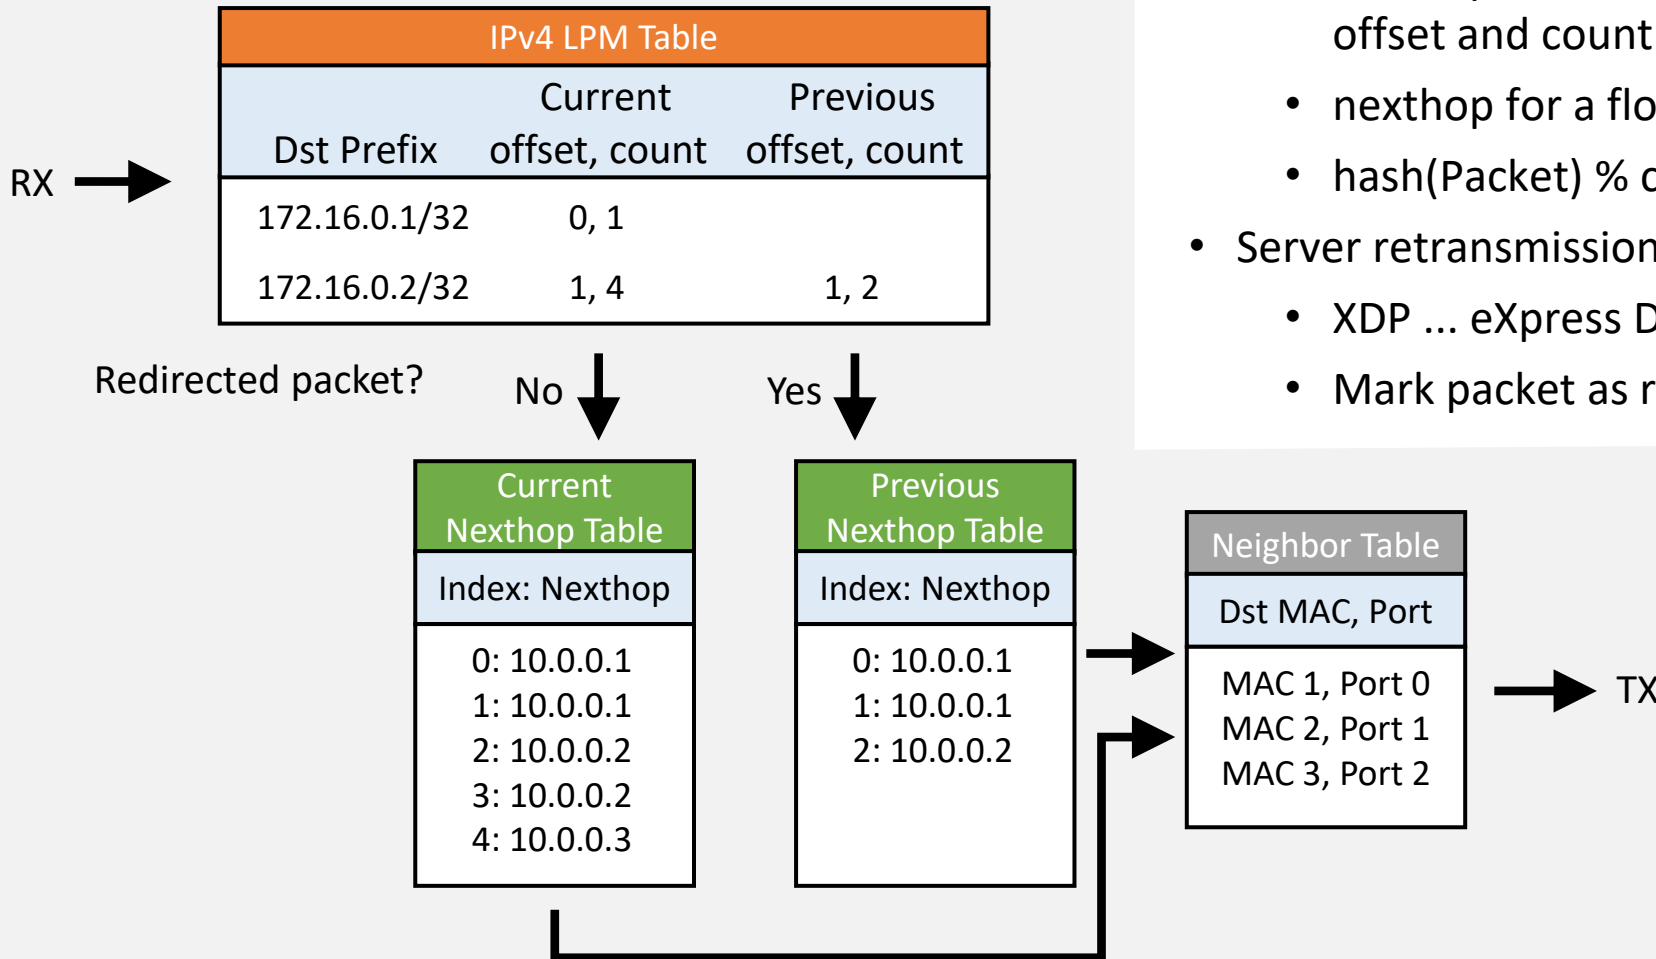 IPv4 LPM Table
Current
Previous
Dst Prefix
offset, count
offset, count
RX
172.16.0.1/32
0, 1
172.16.0.2/32
1, 4
1, 2
Redirected packet?
No
Yes
Current
Nexthop Table
Index: Nexthop
0: 10.0.0.1
1: 10.0.0.1
2: 10.0.0.2
3: 10.0.0.2
4: 10.0.0.3
Previous
Nexthop Table
Index: Nexthop
0: 10.0.0.1
1: 10.0.0.1
2: 10.0.0.2
Neighbor Table
Dst MAC, Port
MAC 1, Port 0
MAC 2, Port 1
MAC 3, Port 2
TX
offset and count
• nexthop for a flo
• hash(Packet) %
• Server retransmission
• XDP ... eXpress D
• Mark packet as r